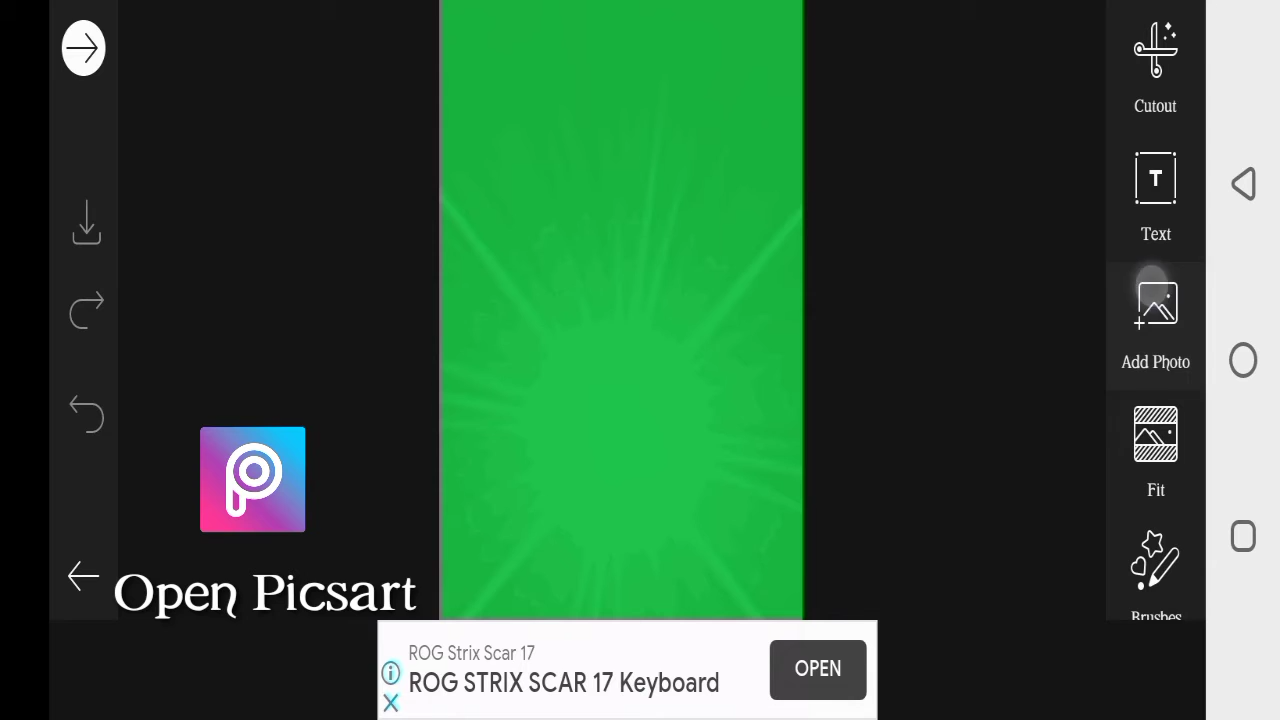 Cutout
T
Text
Add Photo
Fit
Brushes
Open Picsart
ROG Strix Scar 17
ROG STRIX SCAR 17 Keyboard
OPEN